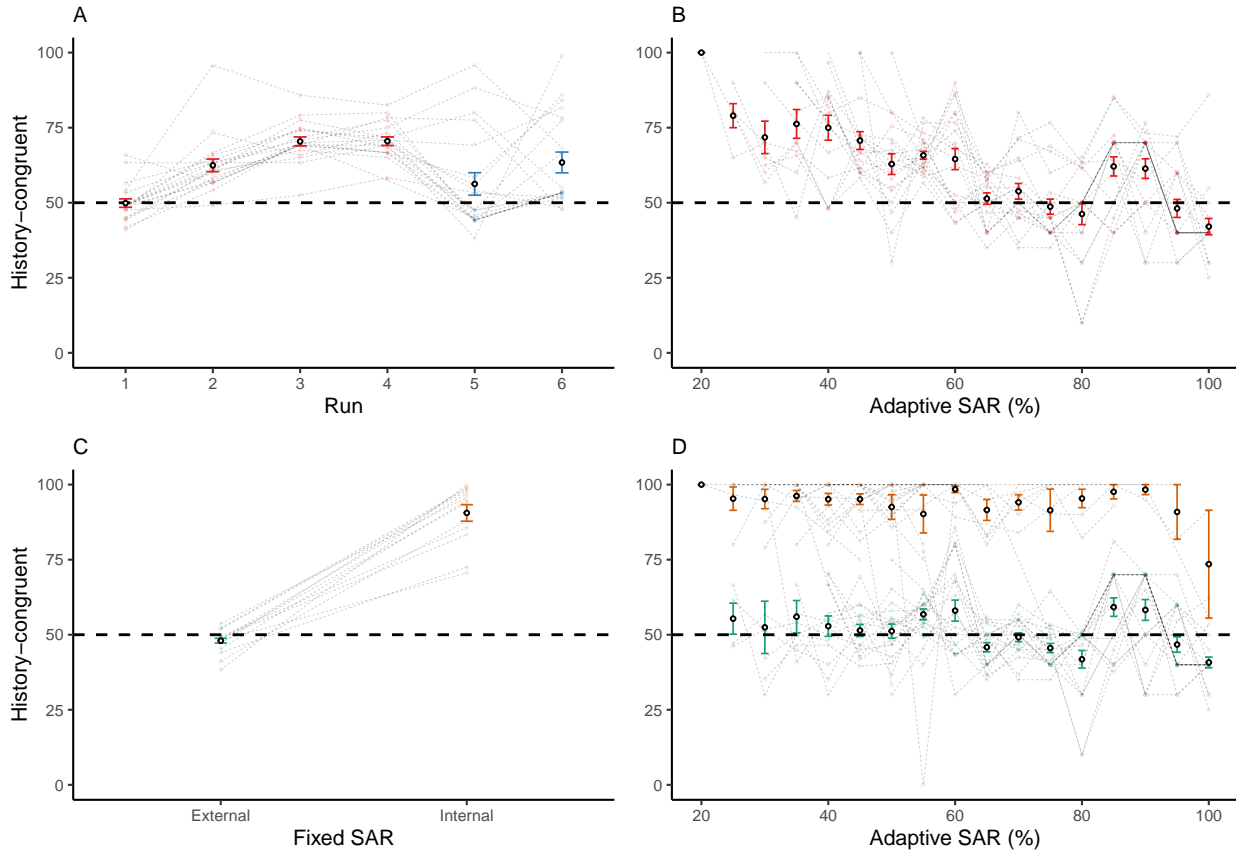 A
100
75
50
25
0
History−congruent
1 2 3 4 5 6
Run
B
100
75
50
25
0
20 40 60 80 100
Adaptive SAR (%)
C
100
75
50
25
0
History−congruent
External Internal
Fixed SAR
D
100
75
50
25
0
20 40 60 80 100
Adaptive SAR (%)